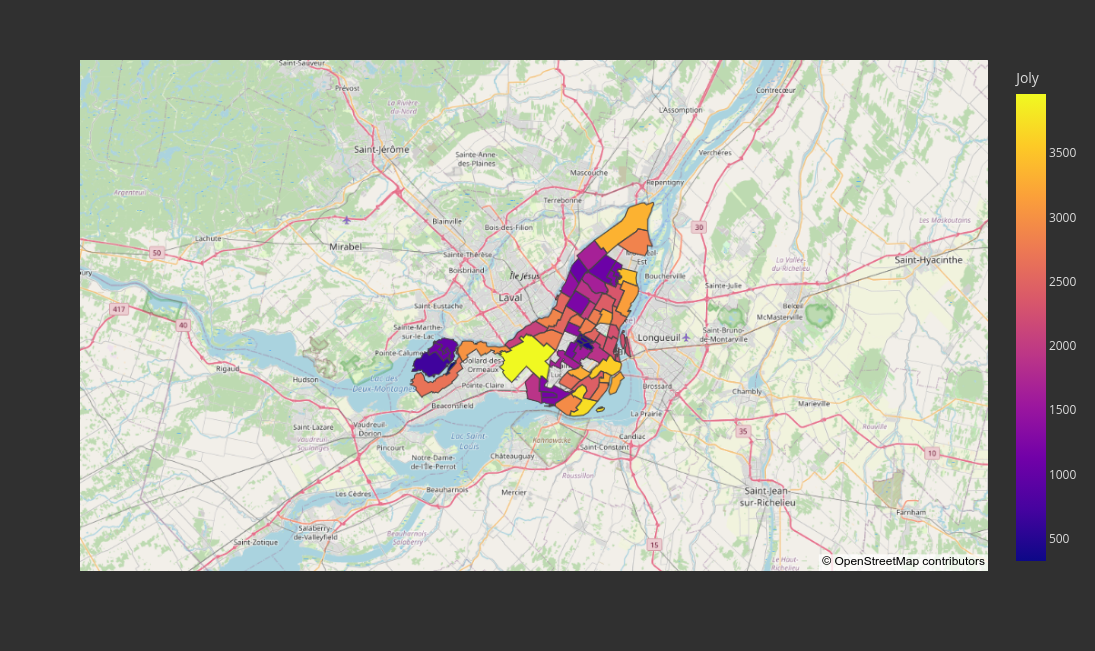 Saint-Sauveur
Prévost
Contrecœur
Joly
La Rivière
du-Nord
L'Assomption
3500
Saint-Jérôme
Sainte-Anne
des-Plaines
Verchères
Mascouche
Repentigny
Argenteuil
Terrebonne
3000
Blainville
Bois-des-Filion
30
Les Maskoutains
Lachute
Mirabel
50
Sainte-Thérèse
Saint-Hyacinthe
Est
La Vallée-
du-Richelieu
Boisbriand
Île Jésus
Boucherville
2500
Sainte-Julie
Laval
417
Saint-Eustache
Belœil
McMasterville
40
Sainte-Marthe-
sur-le-Lac
Longueuil
Saint-Bruno-
de-Montarville
2000
Pointe-Calumet
Dollard-des-
Ormeaux
Rigaud
Hudson
Lac des
Deux Montagnes
Pointe-Claire
Brossard
Chambly
Beaconsfield
Marieville
1500
La Prairie
Saint-Lazare
Vaudreuil
Dorion
Rouville
35
Vaudreuil-
Soulanges
Lac Saint
Louis
Kahnawake
Candiac
Pincourt
Saint-Constant
10
Notre-Dame-
de-l'Île-Perrot
Châteauguay
1000
Roussillon
Les Cèdres
Beauharnois
Mercier
Saint-Jean-
sur-Richelieu
Farnham
Salaberry-
de-Valleyfield
Beauharnois-
Salaberry
500
Saint-Zotique
15
Le Haut-
Richelieu
© OpenStreetMap contributors